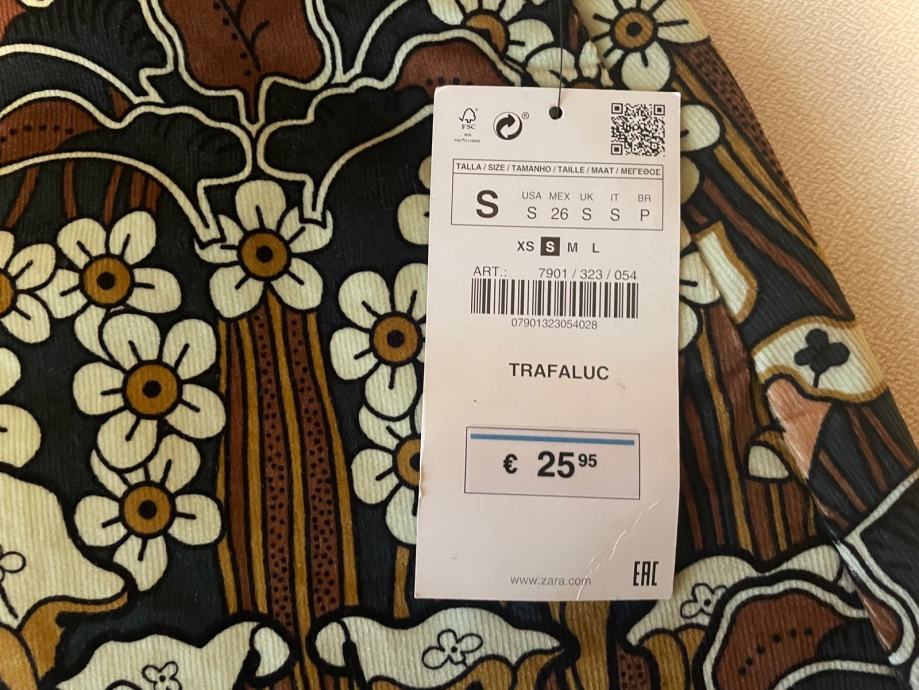 FSC
®
TALLA / SIZE / TAMANHO / TAILLE / MAAT / ΜΕΓΕΘΟΣ
S
USA MEX UK IT BR
S 26 S S P
XS S M L
ART.: 7901 / 323 / 054
07901323054028
TRAFALUC
€ 25 95
www.zara.com
EAC